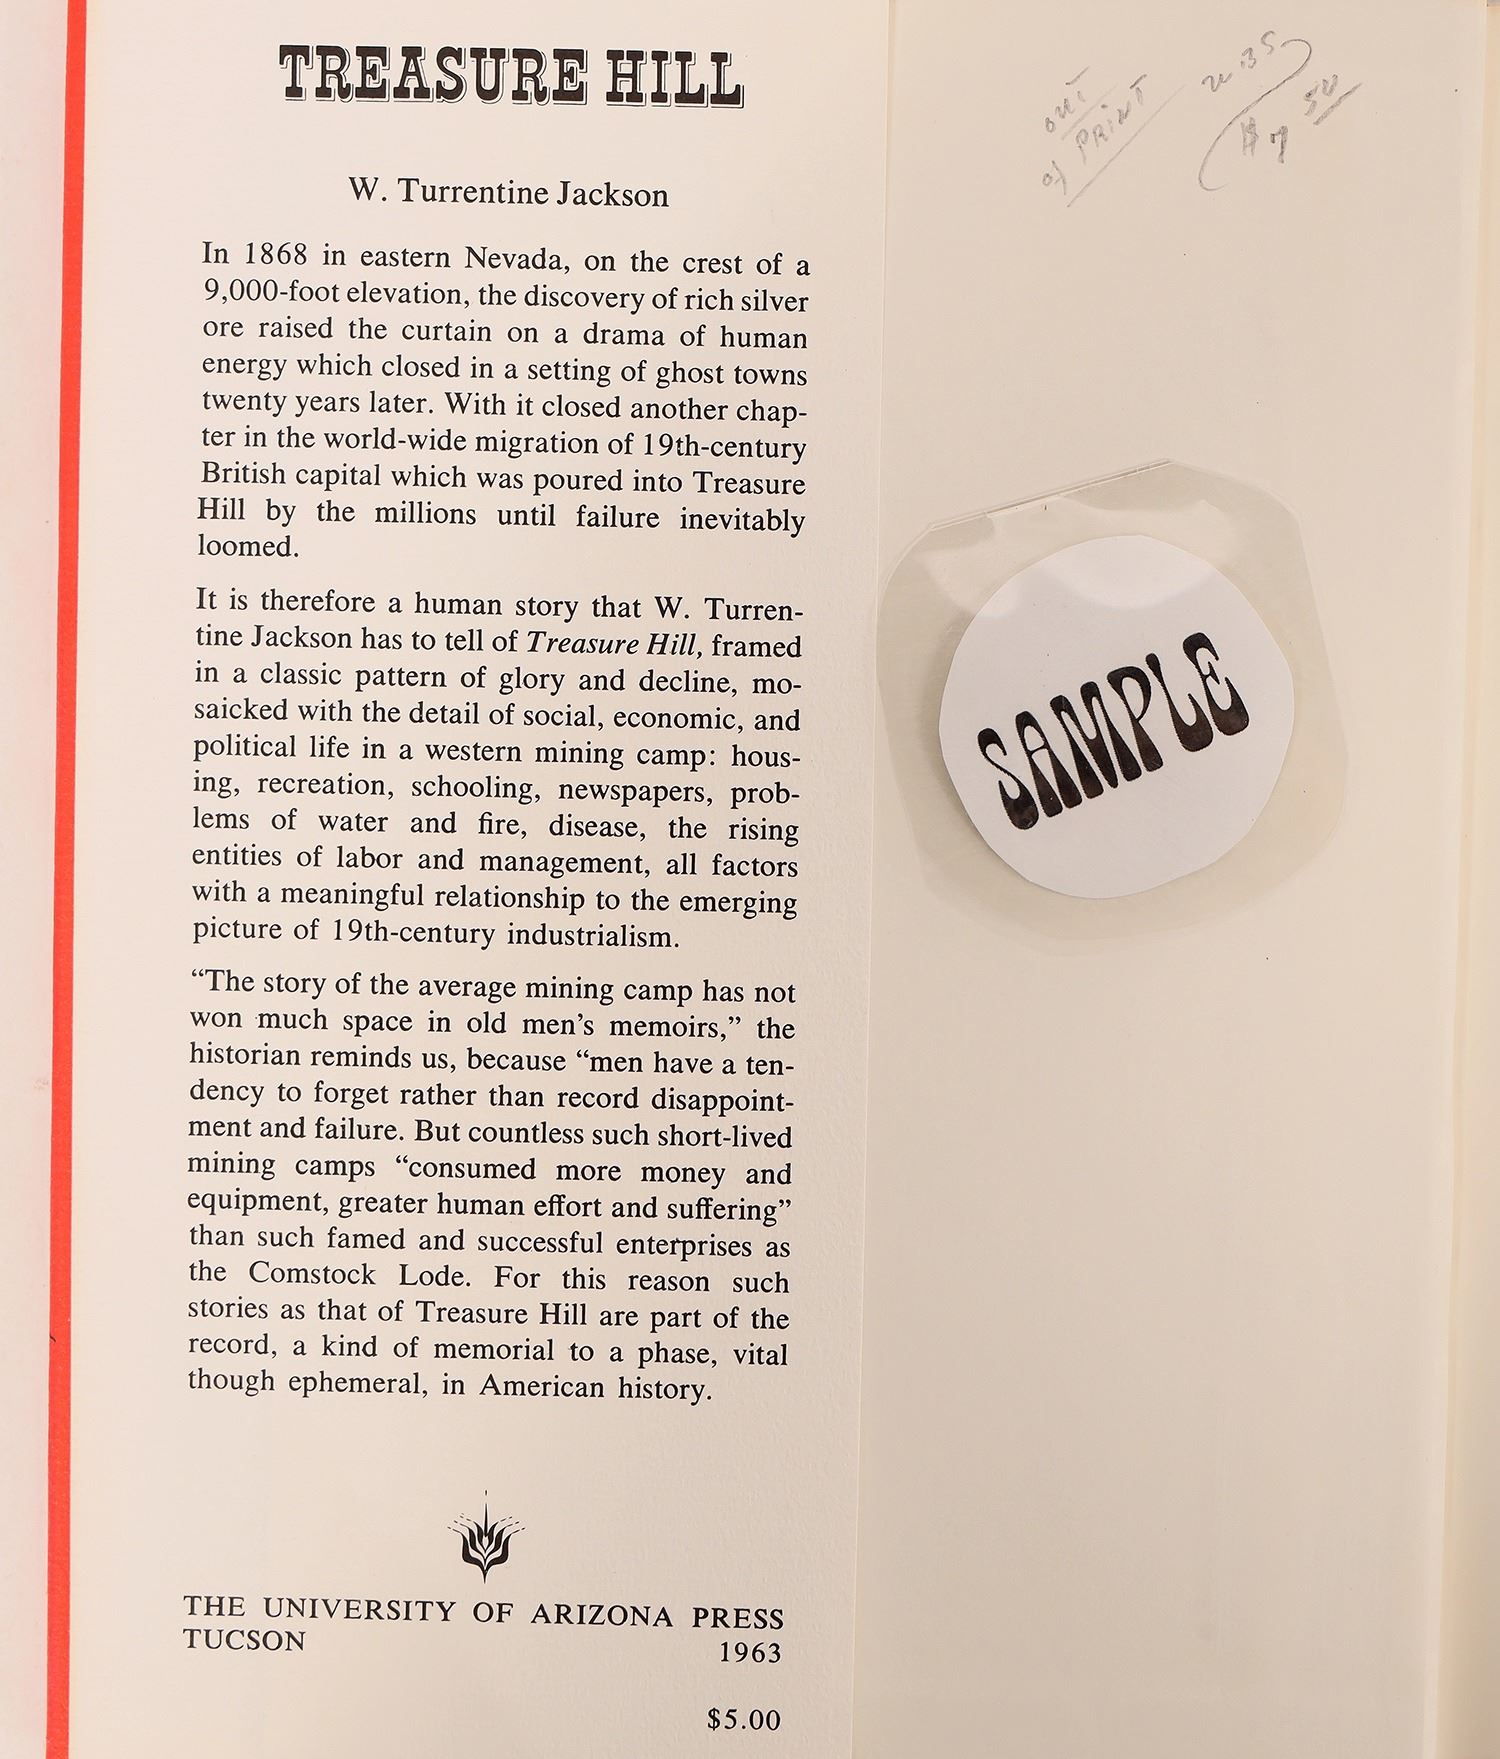 TREASURE HILL
W. Turrentine Jackson
In 1868 in eastern Nevada, on the crest of a
9,000-foot elevation, the discovery of rich silver
ore raised the curtain on a drama of human
energy which closed in a setting of ghost towns
twenty years later. With it closed another chap-
ter in the world-wide migration of 19th-century
British capital which was poured into Treasure
Hill by the millions until failure inevitably
loomed.
It is therefore a human story that W. Turren-
tine Jackson has to tell of Treasure Hill, framed
in a classic pattern of glory and decline, mo-
saicked with the detail of social, economic, and
political life in a western mining camp: hous-
ing, recreation, schooling, newspapers, prob-
lems of water and fire, disease, the rising
entities of labor and management, all factors
with a meaningful relationship to the emerging
picture of 19th-century industrialism.
“The story of the average mining camp has not
won much space in old men’s memoirs,” the
historian reminds us, because “men have a ten-
dency to forget rather than record disappoint-
ment and failure. But countless such short-lived
mining camps “consumed more money and
equipment, greater human effort and suffering”
than such famed and successful enterprises as
the Comstock Lode. For this reason such
stories as that of Treasure Hill are part of the
record, a kind of memorial to a phase, vital
though ephemeral, in American history.
THE UNIVERSITY OF ARIZONA PRESS
TUCSON 1963
$5.00
out
of PRINT
$7 50
SAMPLE